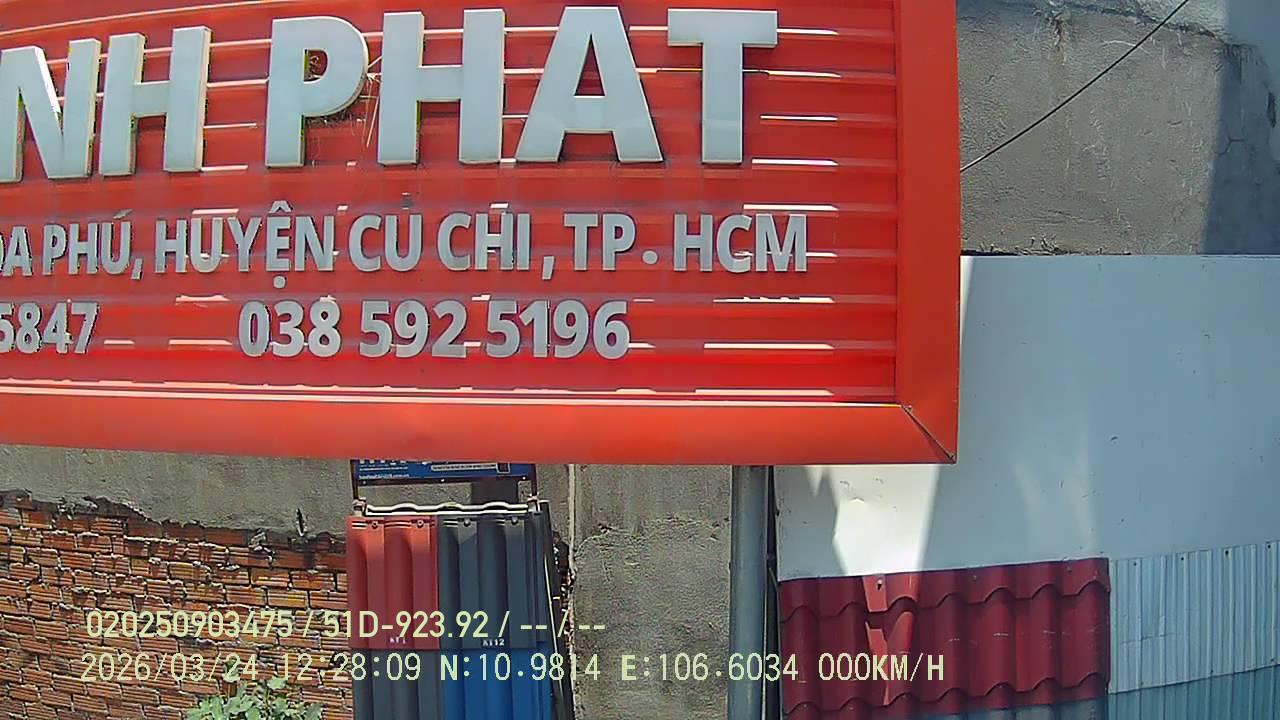 NH PHAT
OA PHÚ, HUYỆN CU CHI, TP. HCM
5847 038 592 5196
020250903475 / 51D-923.92 / -- / --
2026/03/24 12:28:09 N:10.9814 E:106.6034 000KM/H